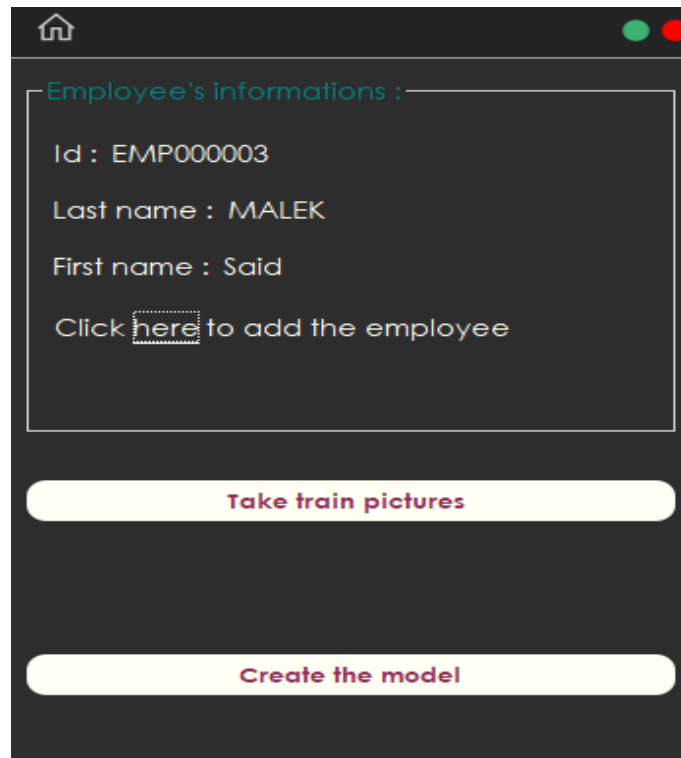 Employee's informations :
Id : EMP000003
Last name : MALEK
First name : Said
Click here to add the employee
Take train pictures
Create the model